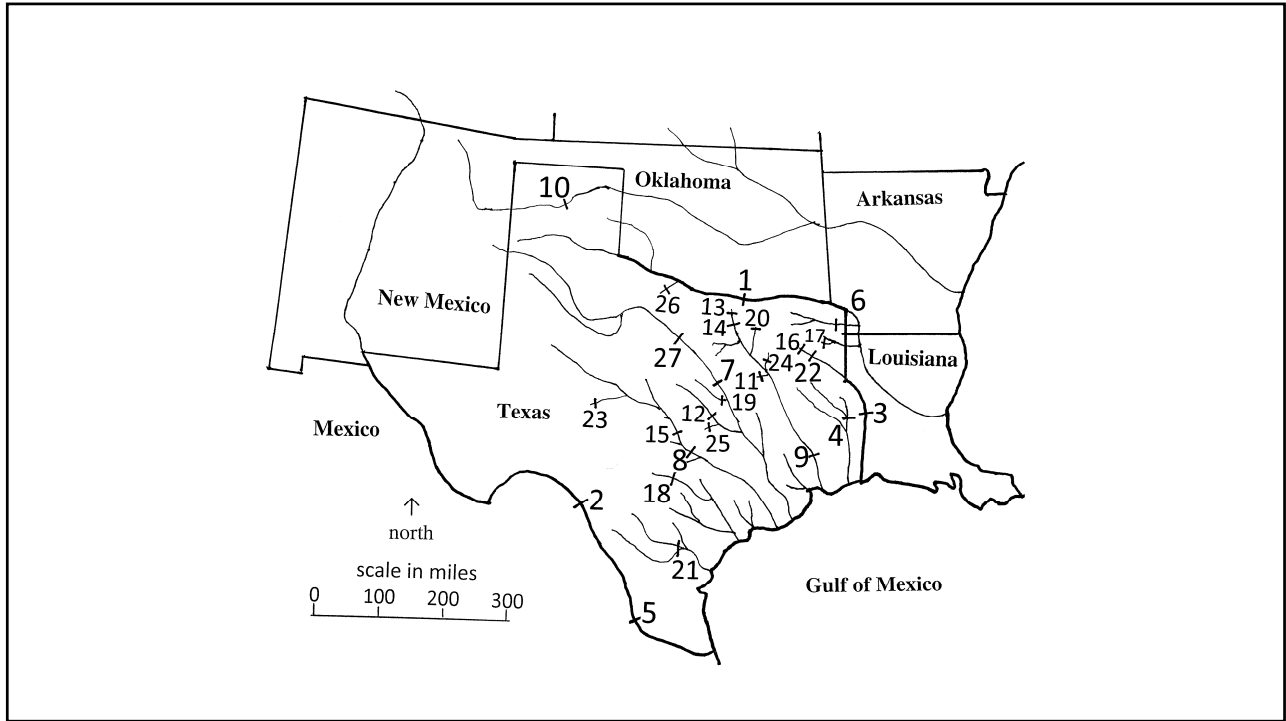 10
Oklahoma
Arkansas
1
6
New Mexico
26
13
20
14
16
17
Louisiana
27
24
22
7
11
Texas
23
12
19
3
Mexico
15
25
4
8
9
18
2
north
21
scale in miles
0 100 200 300
Gulf of Mexico
5